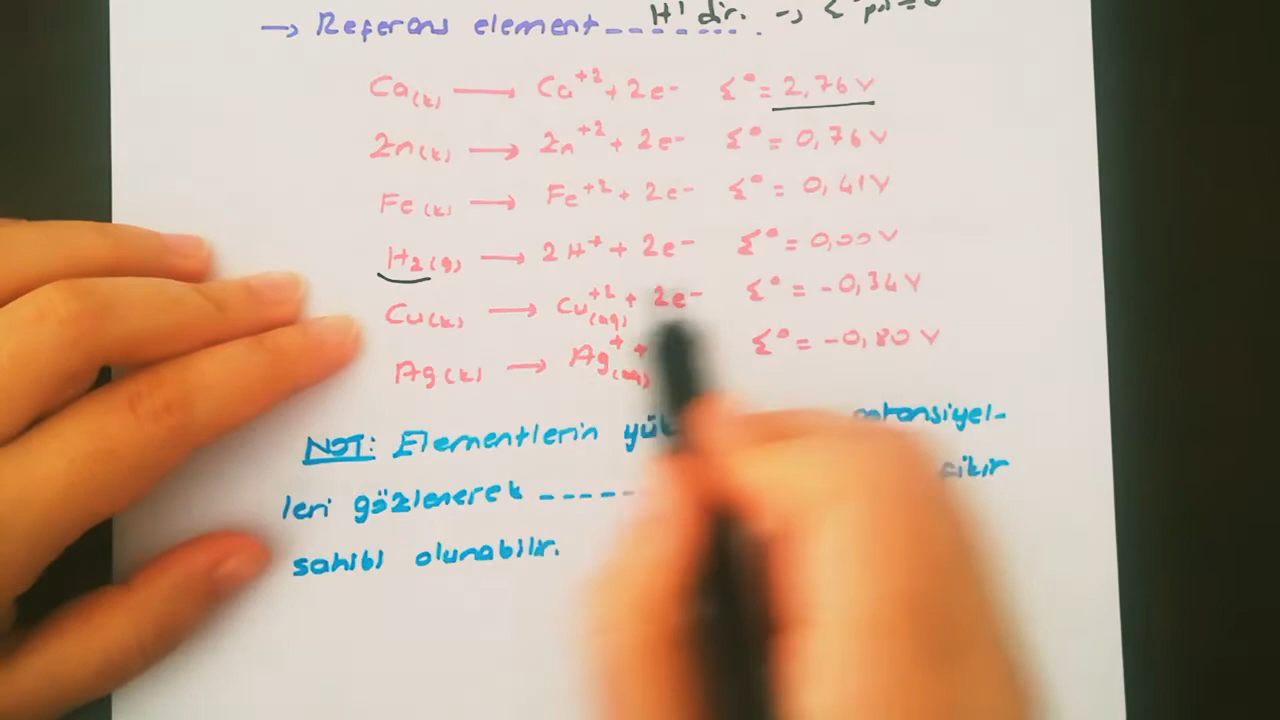 → Referans element H'dir. →
Ca(k) → Ca+2 + 2e- Ɛ° = 2,76 V
Zn(k) → Zn+2 + 2e- Ɛ° = 0,76 V
Fe(k) → Fe+2 + 2e- Ɛ° = 0,41 V
H2(g) → 2H+ + 2e- Ɛ° = 0,00 V
Cu(k) → Cu+2(aq) + 2e- Ɛ° = -0,34 V
Ag(k) → Ag+(aq) + Ɛ° = -0,80 V
NOT: Elementlerin potansiyel-
leri gözlenerek ----- fikir
sahibi olunabilir.